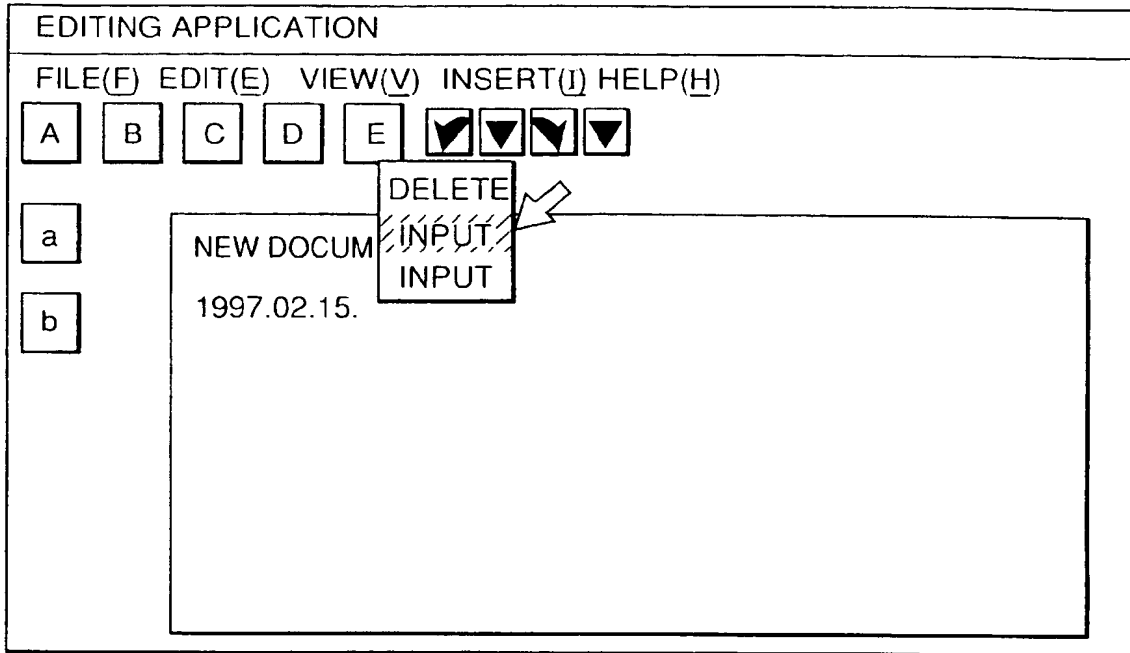 EDITING APPLICATION
FILE(F) EDIT(E) VIEW(V) INSERT(I) HELP(H)
A B C D E
DELETE
a
INPUT
NEW DOCUM
INPUT
1997.02.15.
b